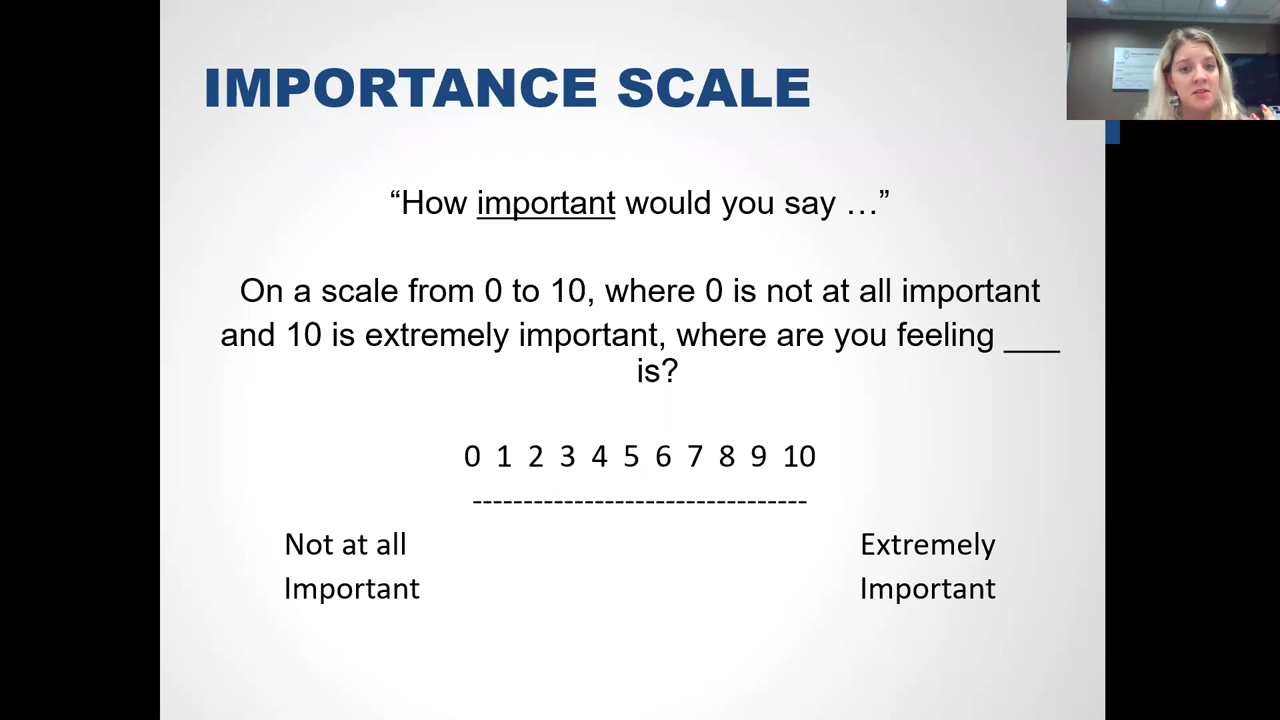 IMPORTANCE SCALE
“How important would you say …”
On a scale from 0 to 10, where 0 is not at all important
and 10 is extremely important, where are you feeling ___
is?
0 1 2 3 4 5 6 7 8 9 10
---------------------------------
Not at all
Extremely
Important
Important